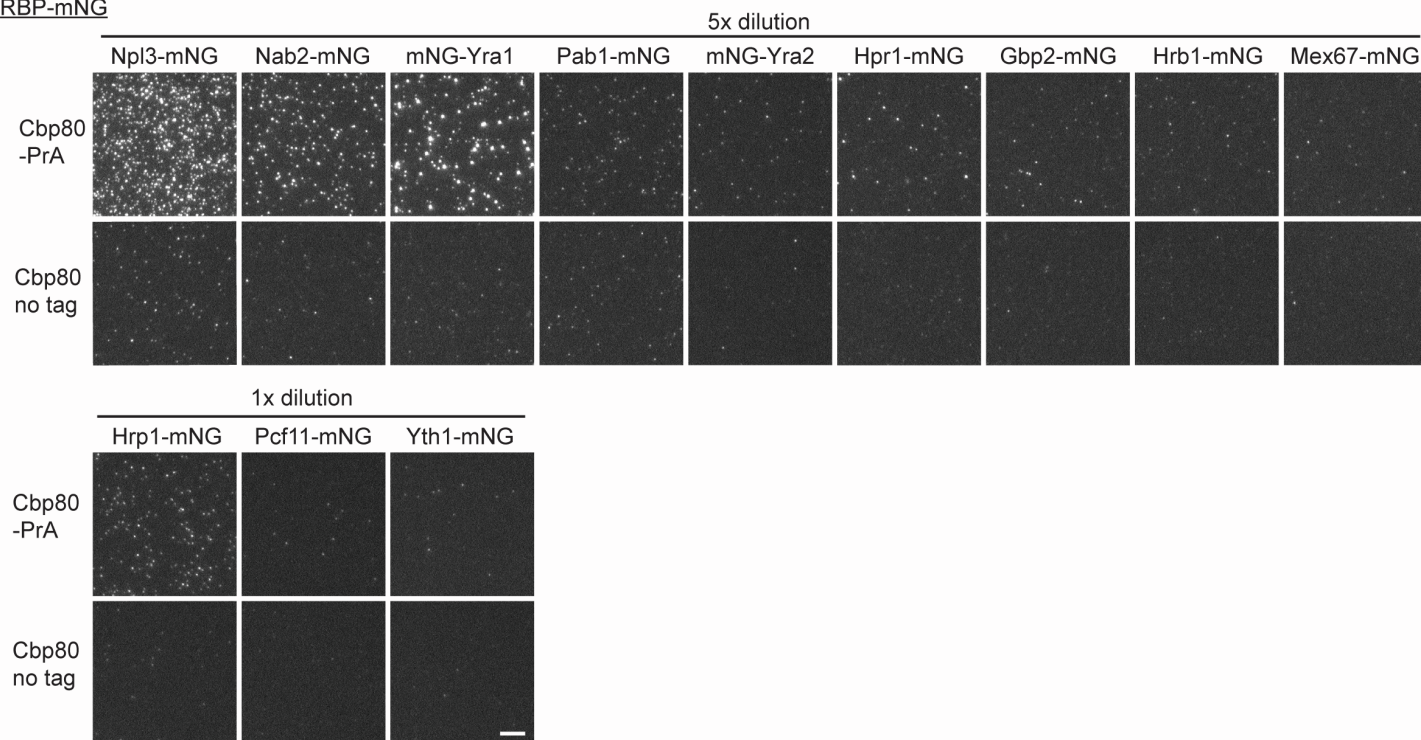 RBP-mNG
5x dilution
Npl3-mNG Nab2-mNG mNG-Yra1 Pab1-mNG mNG-Yra2 Hpr1-mNG Gbp2-mNG Hrb1-mNG Mex67-mNG
Cbp80
-PrA
Cbp80
no tag
1x dilution
Hrp1-mNG Pcf11-mNG Yth1-mNG
Cbp80
-PrA
Cbp80
no tag